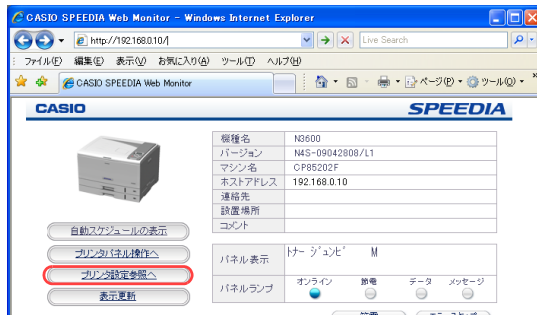 CASIO SPEEDIA Web Monitor - Windows Internet Explorer
http://192.168.0.10/
Live Search
ファイル(F) 編集(E) 表示(V) お気に入り(A) ツール(T) ヘルプ(H)
CASIO SPEEDIA Web Monitor
ページ(P) ツール(O)
CASIO SPEEDIA
機種名 N3600
バージョン N4S-09042808/L1
マシン名 CP85202F
ホストアドレス 192.168.0.10
連絡先
設置場所
コメント
自動スケジュールの表示
プリンタパネル操作へ
プリンタ設定参照へ
表示更新
パネル表示 トナー ジュンビ M
パネルランプ オンライン 節電 データ メッセージ